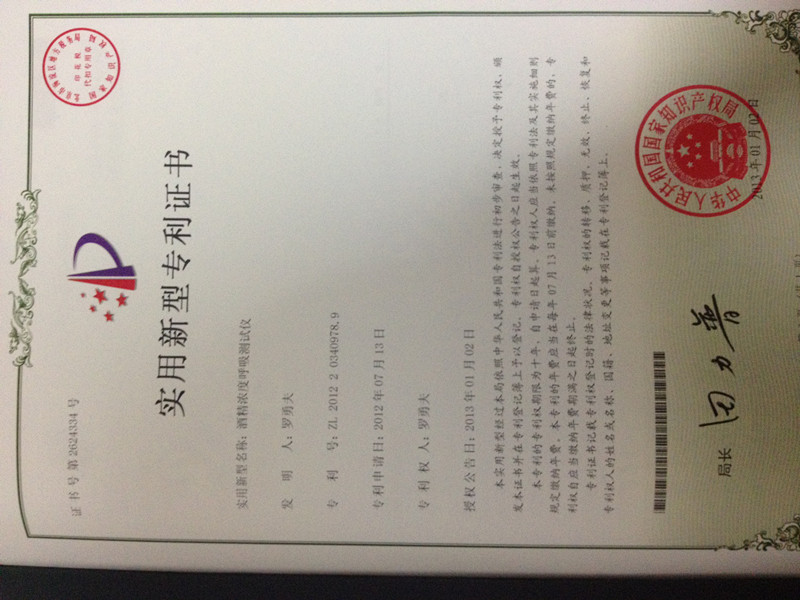 证书号第2624334号
实用新型专利证书
实用新型名称：酒精浓度呼吸测试仪
发 明 人：罗勇夫
专 利 号：ZL 2012 2 0340978.9
专利申请日：2012年07月13日
专 利 权 人：罗勇夫
授权公告日：2013年01月02日
本实用新型经过本局依照中华人民共和国专利法进行初步审查，决定授予专利权，颁
发本证书并在专利登记簿上予以登记。专利权自授权公告之日起生效。
本专利的专利权期限为十年，自申请日起算。专利权人应当依照专利法及其实施细则
规定缴纳年费。本专利的年费应当在每年07月13日前缴纳。未按照规定缴纳年费的，专
利权自应当缴纳年费期满之日起终止。
专利证书记载专利权登记时的法律状况。专利权的转移、质押、无效、终止、恢复和
专利权人的姓名或名称、国籍、地址变更等事项记载在专利登记簿上。
局长
田力普
中华人民共和国国家知识产权局
2013年01月02日
印花税
代扣专用章